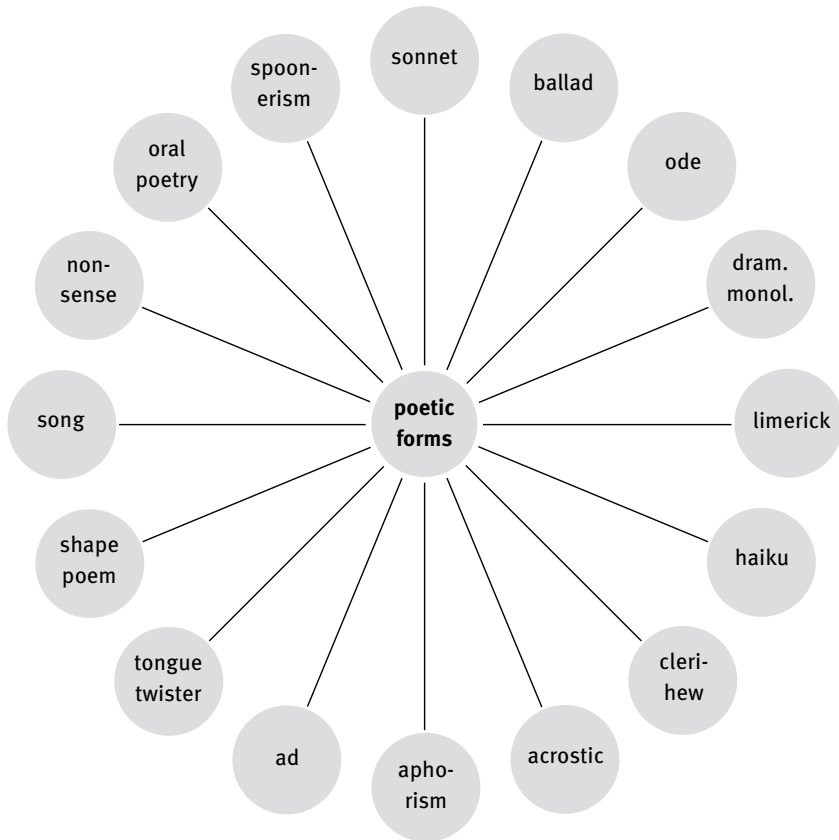 sonnet
ballad
ode
dram.
monol.
limerick
haiku
cleri-
hew
acrostic
apho-
rism
ad
tongue
twister
shape
poem
song
non-
sense
oral
poetry
spoon-
erism
poetic
forms